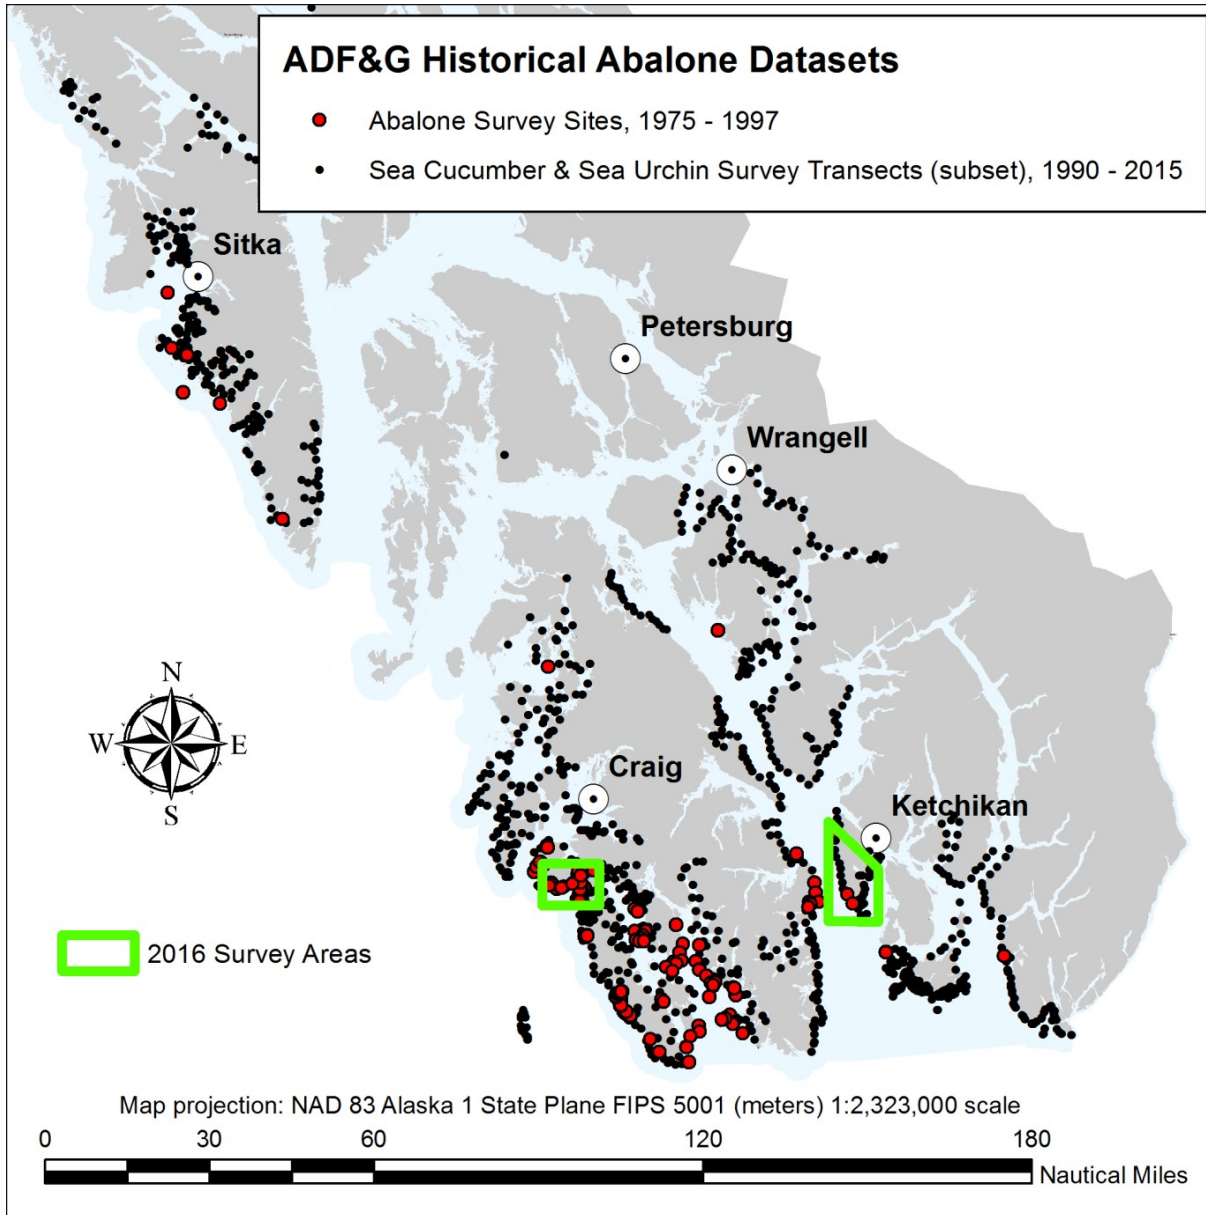 ADF&G Historical Abalone Datasets
Abalone Survey Sites, 1975 - 1997
Sea Cucumber & Sea Urchin Survey Transects (subset), 1990 - 2015
Sitka
Petersburg
Wrangell
N
W E
S
Craig
Ketchikan
2016 Survey Areas
Map projection: NAD 83 Alaska 1 State Plane FIPS 5001 (meters) 1:2,323,000 scale
0 30 60 120 180
Nautical Miles